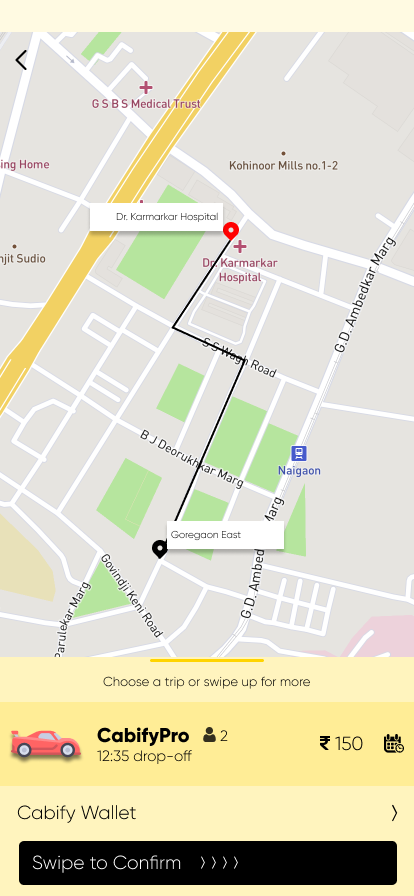 G S B S Medical Trust
ing Home
Kohinoor Mills no.1-2
Dr. Karmarkar Hospital
njit Sudio
Dr. Karmarkar
Hospital
G.D. Ambedkar Marg
S S Wagh Road
B J Deorukhkar Marg
Naigaon
Goregaon East
G.D. Ambed
Marg
Govindji Keni Road
Parulekar Marg
Choose a trip or swipe up for more
CabifyPro 2
12:35 drop-off
₹ 150
Cabify Wallet 〉
Swipe to Confirm 〉〉〉〉